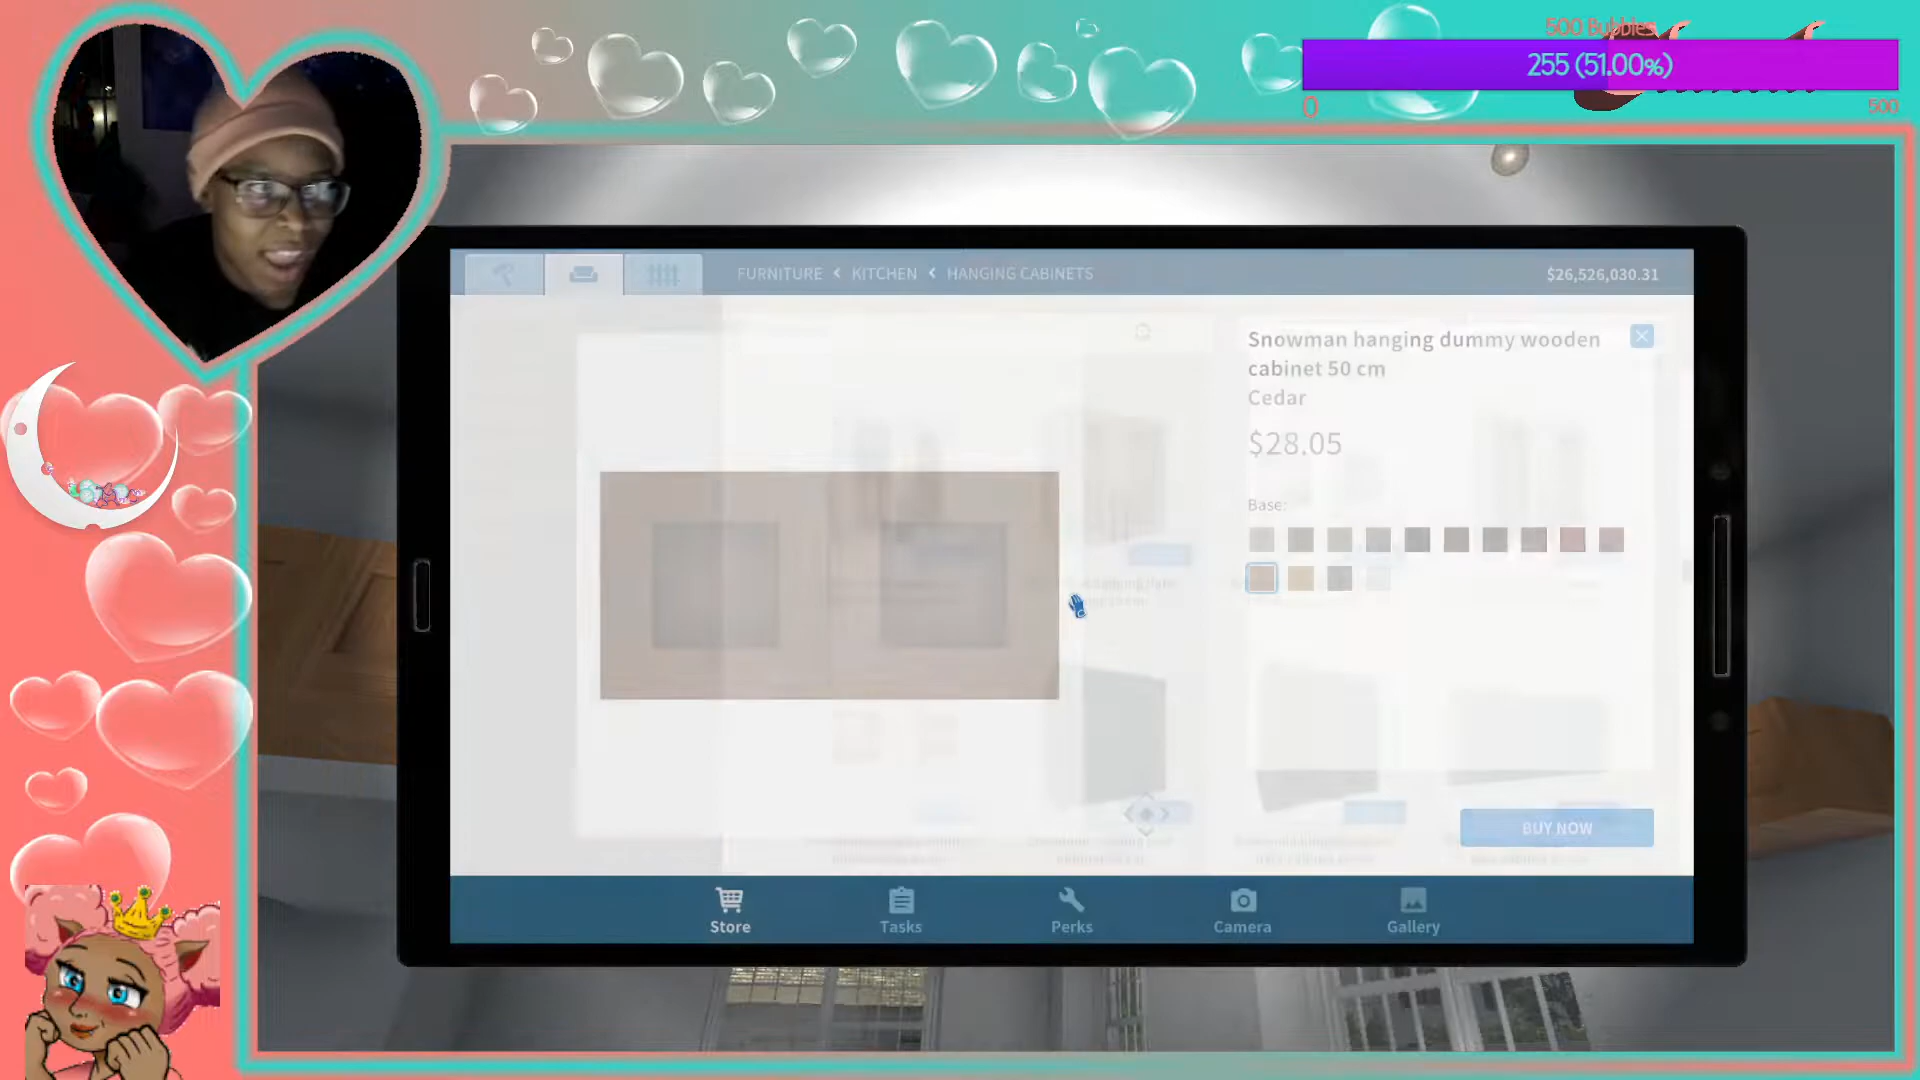 500 Bubbles
255 (51.00%)
0
500
FURNITURE < KITCHEN < HANGING CABINETS
$26,526,030.31
Snowman hanging dummy wooden
cabinet 50 cm
Cedar
$28.05
Base:
BUY NOW
Store
Tasks
Perks
Camera
Gallery